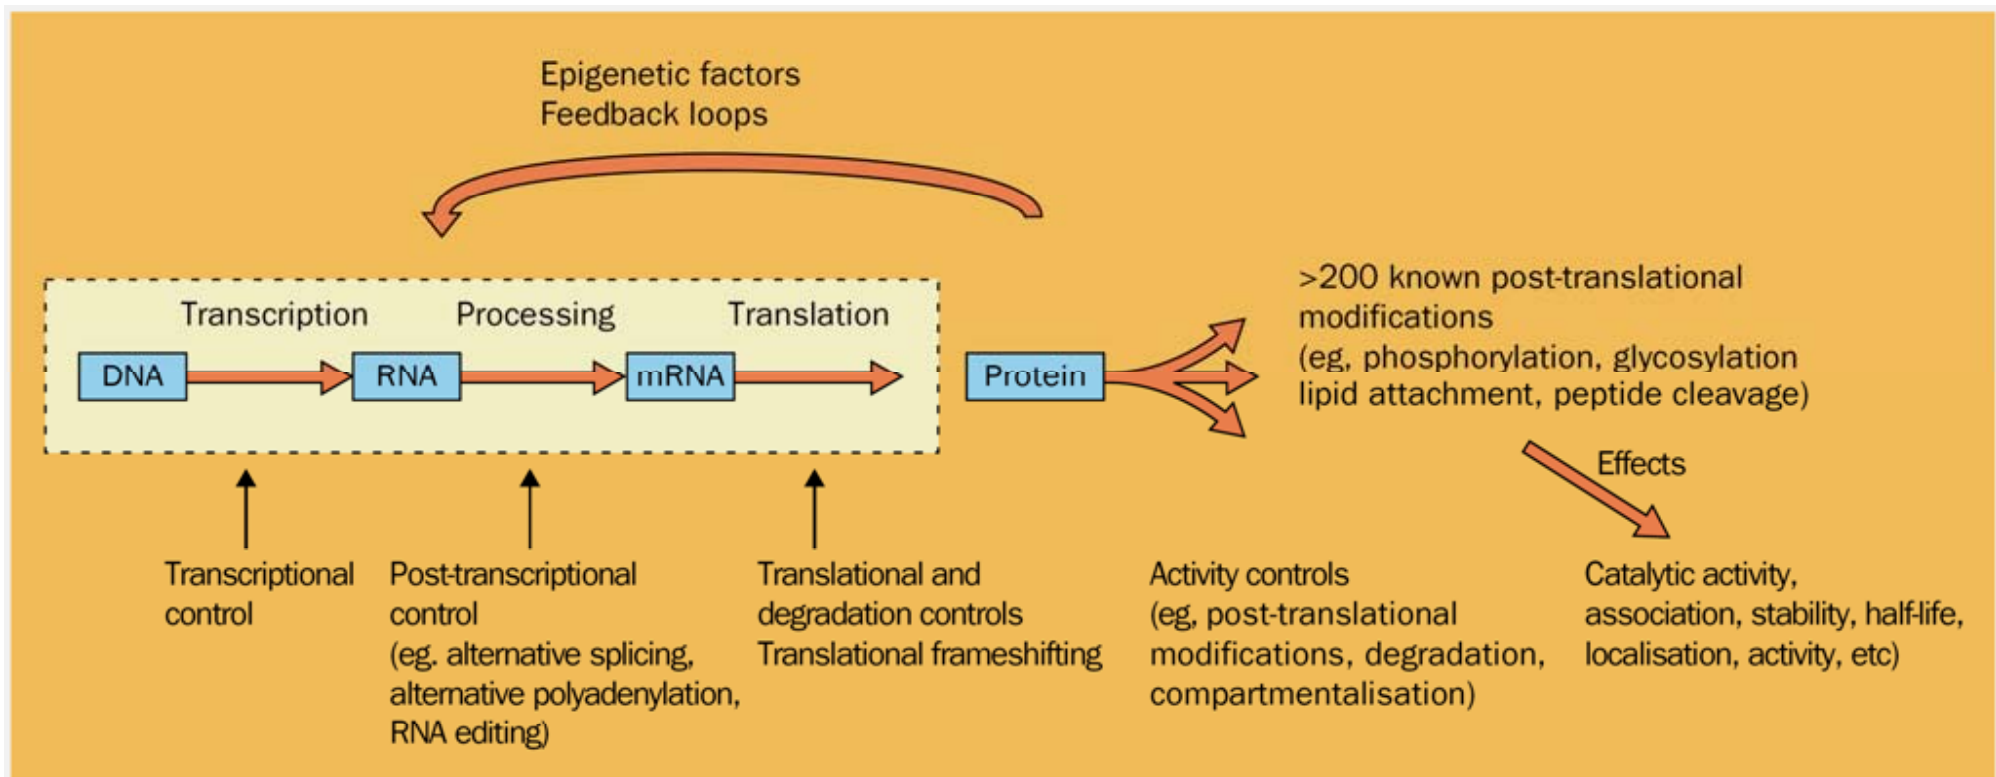 Epigenetic factors
Feedback loops
Transcription
Processing
Translation
DNA
RNA
mRNA
Protein
>200 known post-translational
modifications
(eg, phosphorylation, glycosylation
lipid attachment, peptide cleavage)
Effects
Transcriptional
control
Post-transcriptional
control
(eg. alternative splicing,
alternative polyadenylation,
RNA editing)
Translational and
degradation controls
Translational frameshifting
Activity controls
(eg, post-translational
modifications, degradation,
compartmentalisation)
Catalytic activity,
association, stability, half-life,
localisation, activity, etc)